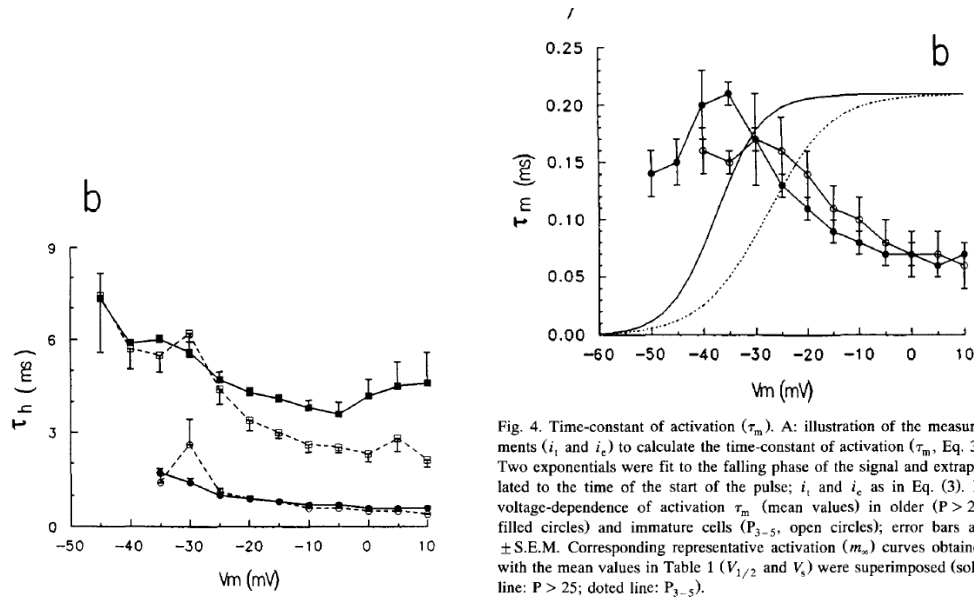 b
9
6
3
0
τh (ms)
−50 −40 −30 −20 −10 0 10
Vm (mV)
b
0.25
0.20
0.15
0.10
0.05
0.00
τm (ms)
−60 −50 −40 −30 −20 −10 0 10
Vm (mV)
Fig. 4. Time-constant of activation (τm). A: illustration of the measur
ments (it and ie) to calculate the time-constant of activation (τm, Eq. 3
Two exponentials were fit to the falling phase of the signal and extrap
lated to the time of the start of the pulse; it and ie as in Eq. (3).
voltage-dependence of activation τm (mean values) in older (P > 2
filled circles) and immature cells (P3–5, open circles); error bars a
± S.E.M. Corresponding representative activation (m∞) curves obtaine
with the mean values in Table 1 (V1/2 and Vs) were superimposed (sol
line: P > 25; doted line: P3–5).